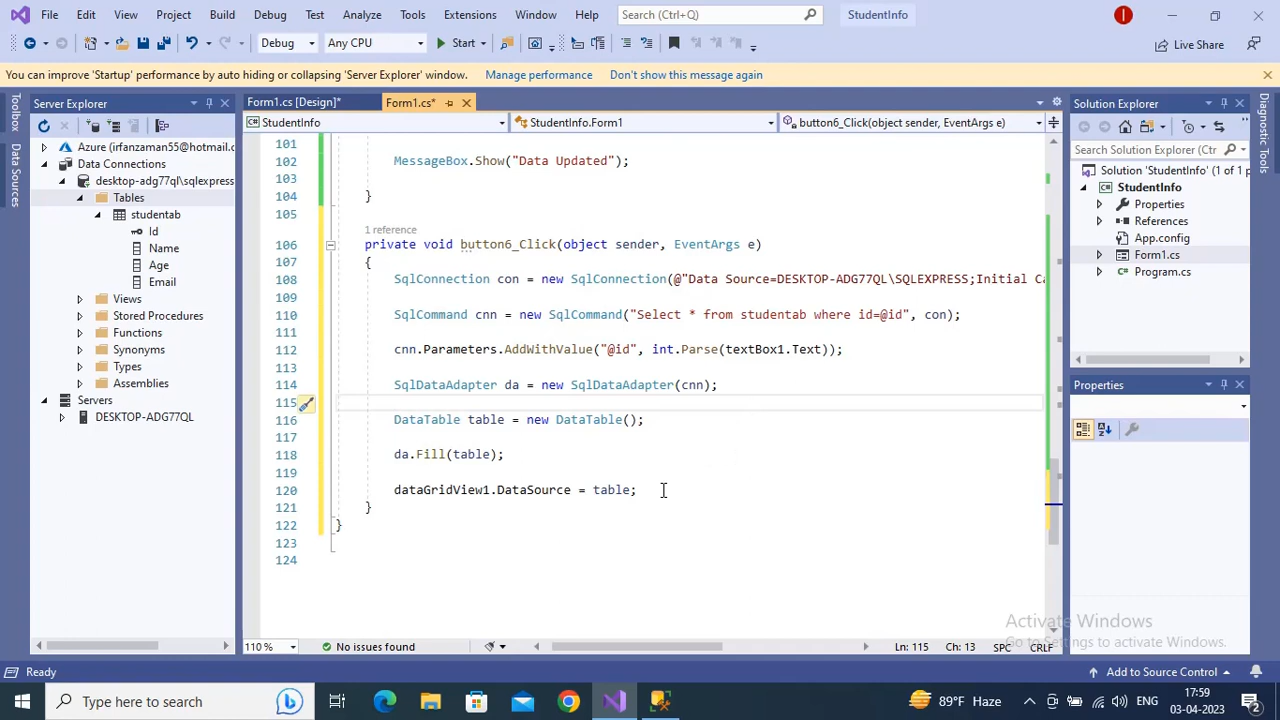 File Edit View Project Build Debug Test Analyze Tools Extensions Window Help Search (Ctrl+Q) StudentInfo
Debug Any CPU Start Live Share
You can improve 'Startup' performance by auto hiding or collapsing 'Server Explorer' window. Manage performance Don't show this message again
Toolbox
Data Sources
Server Explorer
Azure (irfanzaman55@hotmail.c
Data Connections
desktop-adg77ql\sqlexpress
Tables
studentab
Id
Name
Age
Email
Views
Stored Procedures
Functions
Synonyms
Types
Assemblies
Servers
DESKTOP-ADG77QL
Form1.cs [Design]* Form1.cs*
StudentInfo StudentInfo.Form1 button6_Click(object sender, EventArgs e)
101
102 MessageBox.Show("Data Updated");
103
104 }
105
1 reference
106 private void button6_Click(object sender, EventArgs e)
107 {
108 SqlConnection con = new SqlConnection(@"Data Source=DESKTOP-ADG77QL\SQLEXPRESS;Initial Ca
109
110 SqlCommand cnn = new SqlCommand("Select * from studentab where id=@id", con);
111
112 cnn.Parameters.AddWithValue("@id", int.Parse(textBox1.Text));
113
114 SqlDataAdapter da = new SqlDataAdapter(cnn);
115
116 DataTable table = new DataTable();
117
118 da.Fill(table);
119
120 dataGridView1.DataSource = table;
121 }
122 }
123
124
110 % No issues found Ln: 115 Ch: 13 SPC CRLF
Solution Explorer
Search Solution Explorer (Ctr
Solution 'StudentInfo' (1 of 1 p
StudentInfo
Properties
References
App.config
Form1.cs
Program.cs
Properties
Diagnostic Tools
Activate Windows
Go to Settings to activate Windows.
Ready Add to Source Control
Type here to search 89°F Haze ENG 17:59
03-04-2023 2